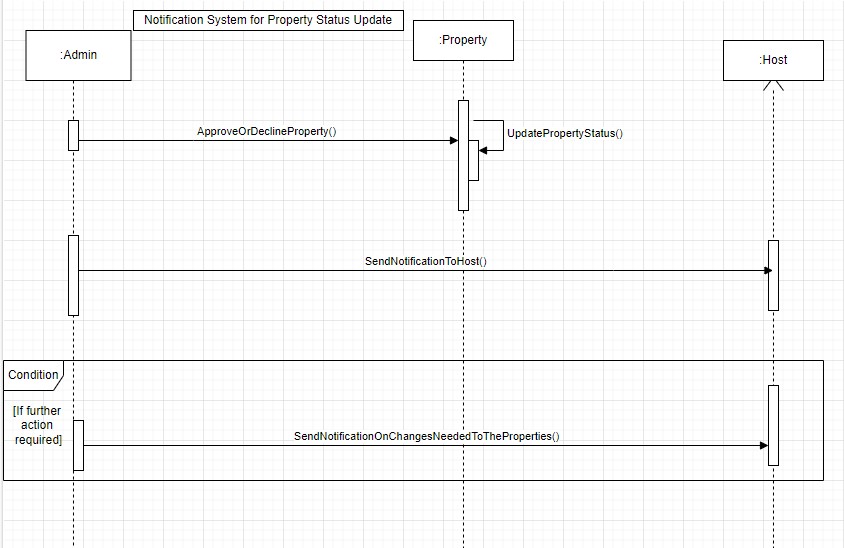 Notification System for Property Status Update
:Admin
:Property
:Host
ApproveOrDeclineProperty()
UpdatePropertyStatus()
SendNotificationToHost()
Condition
[If further
action
required]
SendNotificationOnChangesNeededToTheProperties()